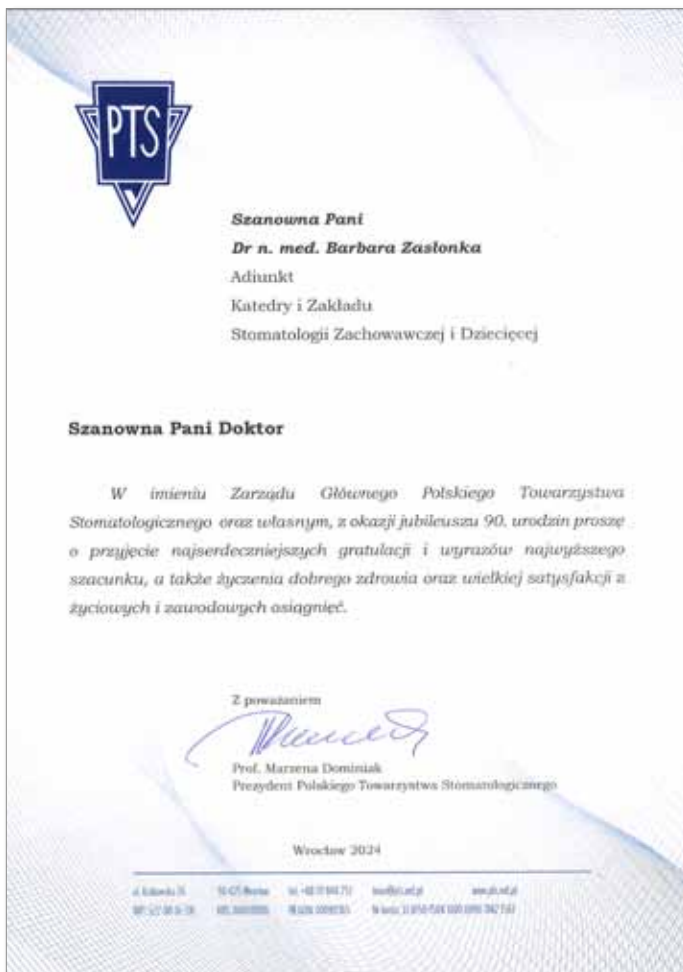 PTS
Szanowna Pani
Dr n. med. Barbara Zasłonka
Adiunkt
Katedry i Zakładu
Stomatologii Zachowawczej i Dziecięcej
Szanowna Pani Doktor
W imieniu Zarządu Głównego Polskiego Towarzystwa
Stomatologicznego oraz własnym, z okazji jubileuszu 90. urodzin proszę
o przyjęcie najserdeczniejszych gratulacji i wyrazów najwyższego
szacunku, a także życzenia dobrego zdrowia oraz wielkiej satysfakcji z
życiowych i zawodowych osiągnięć.
Z poważaniem
Prof. Marzena Dominiak
Prezydent Polskiego Towarzystwa Stomatologicznego
Wrocław 2024